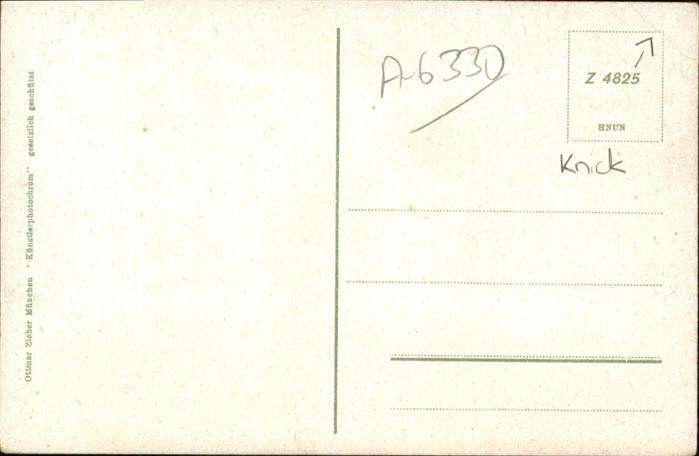 Ottmar Zieher München "Künstlerphotochrom" gesetzlich geschützt
A-6330
Z 4825
HNUN
Knick